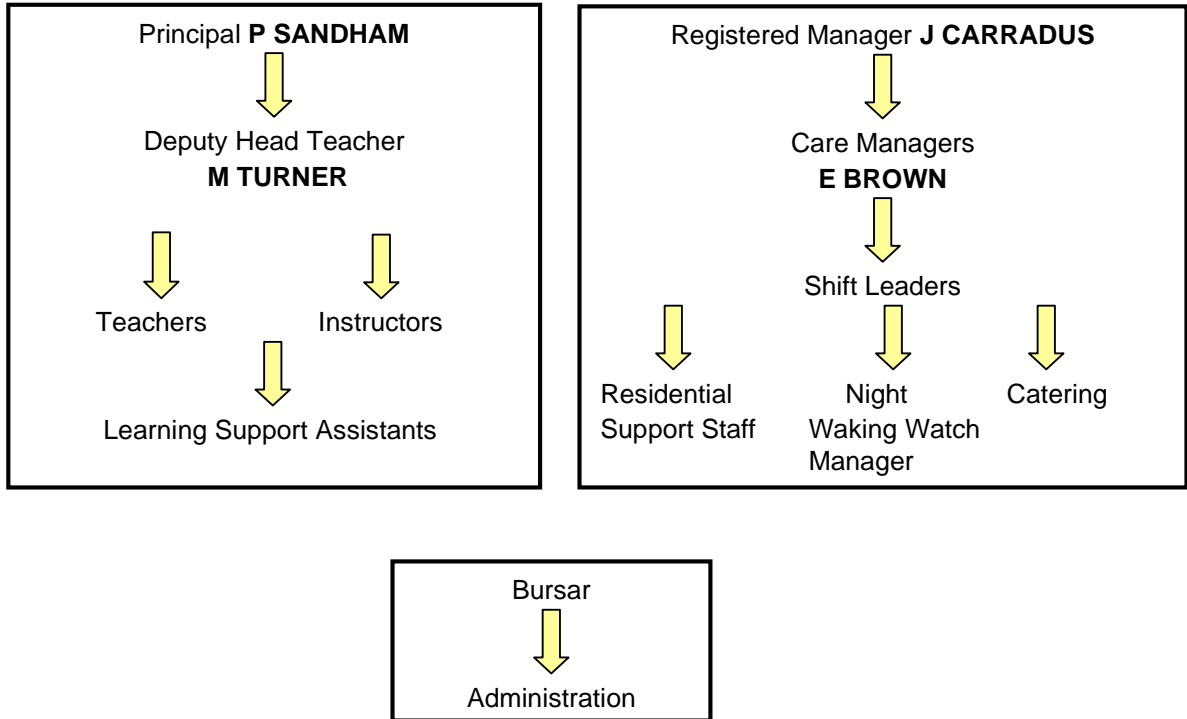 Principal P SANDHAM
Deputy Head Teacher
M TURNER
Teachers
Instructors
Learning Support Assistants
Registered Manager J CARRADUS
Care Managers
E BROWN
Shift Leaders
Residential
Support Staff
Night
Waking Watch
Manager
Catering
Bursar
Administration